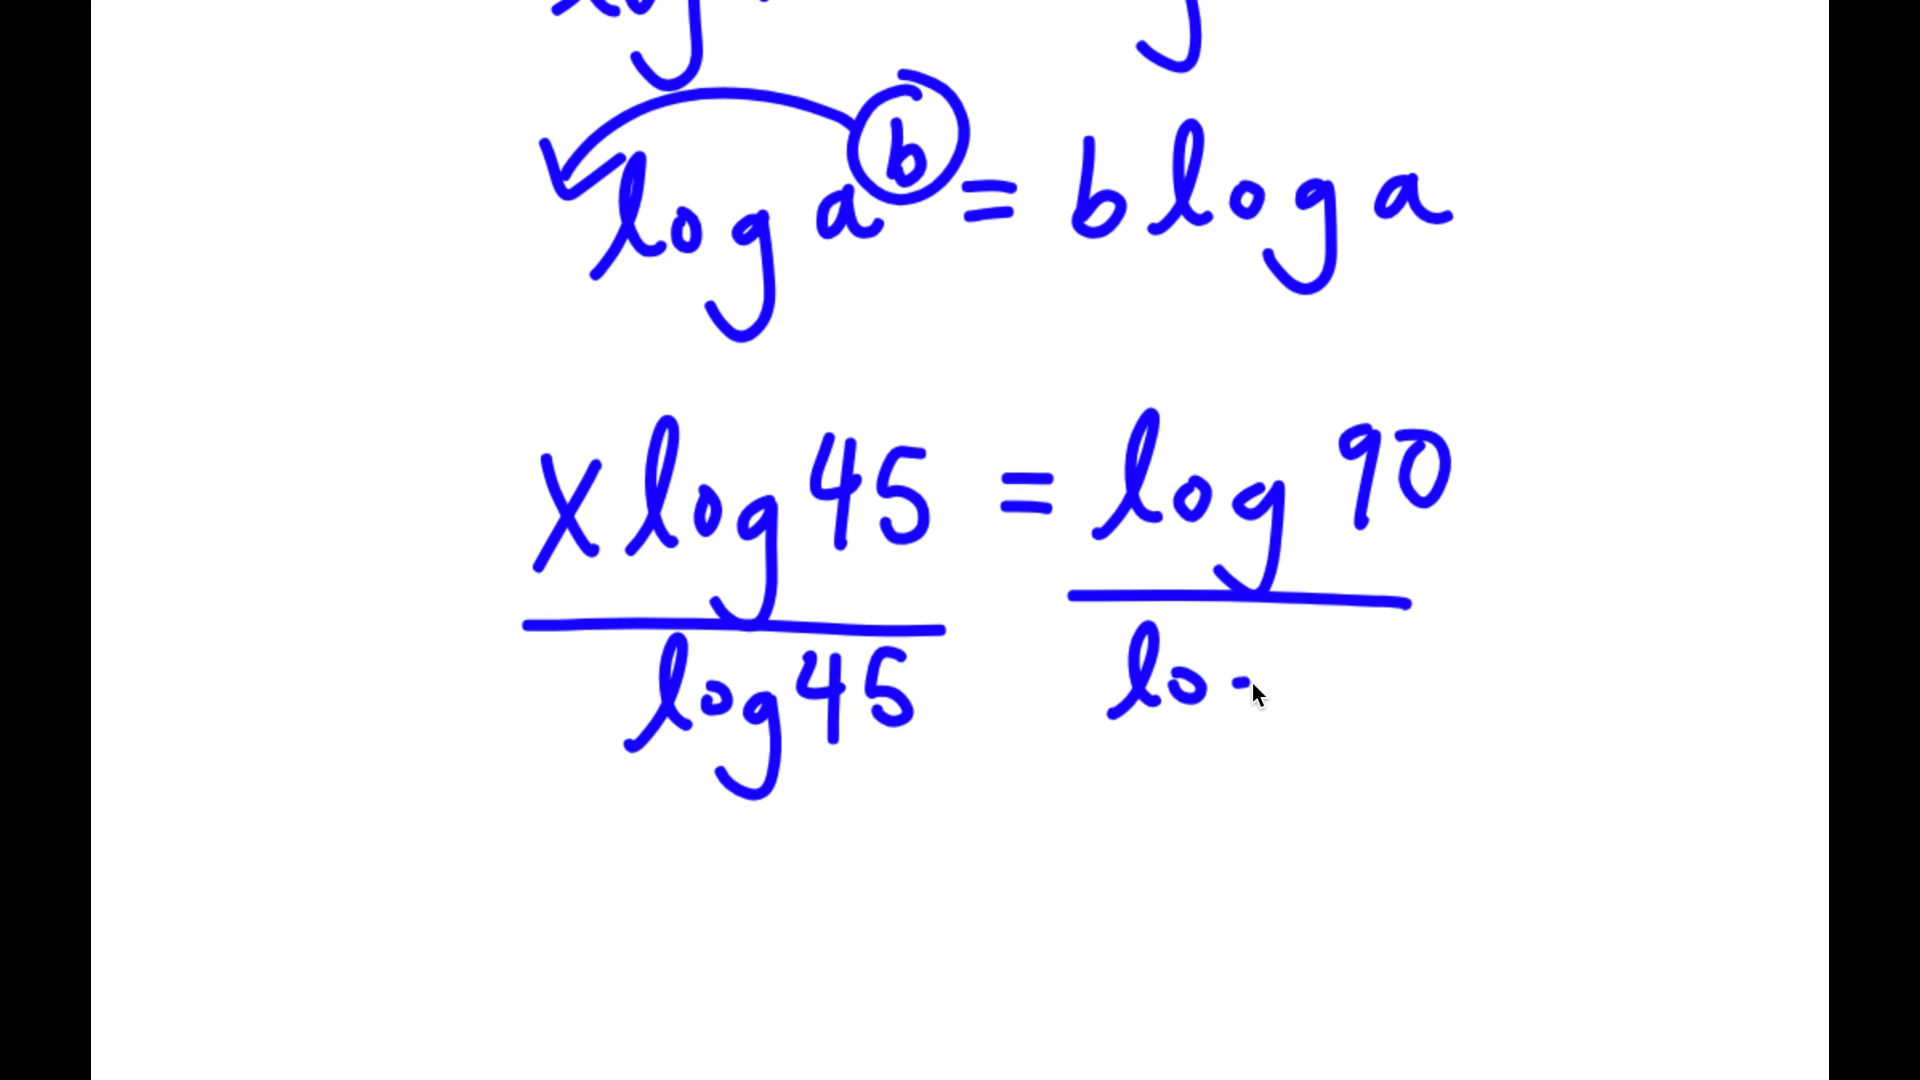 log a^b = b log a
x log 45 = log 90
log 45 lo